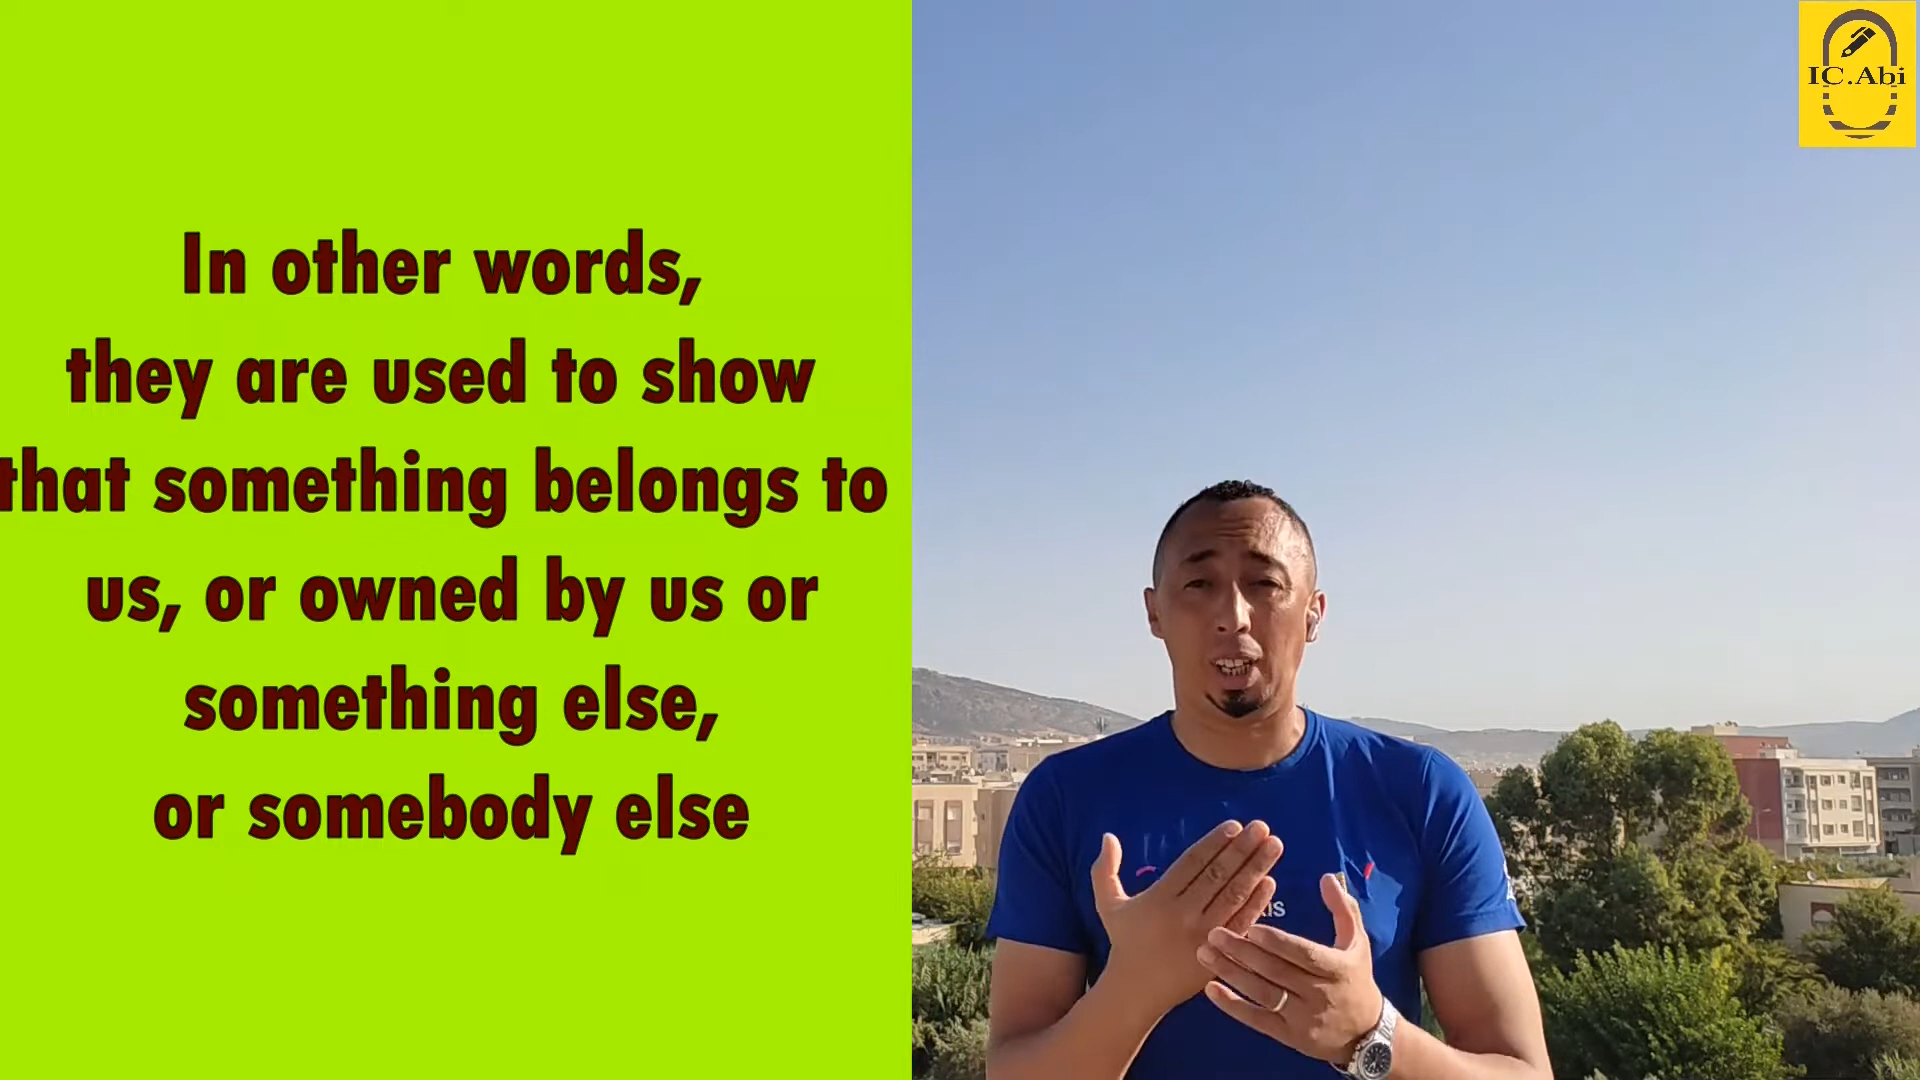 In other words,
they are used to show
that something belongs to
us, or owned by us or
something else,
or somebody else
IC.Abi